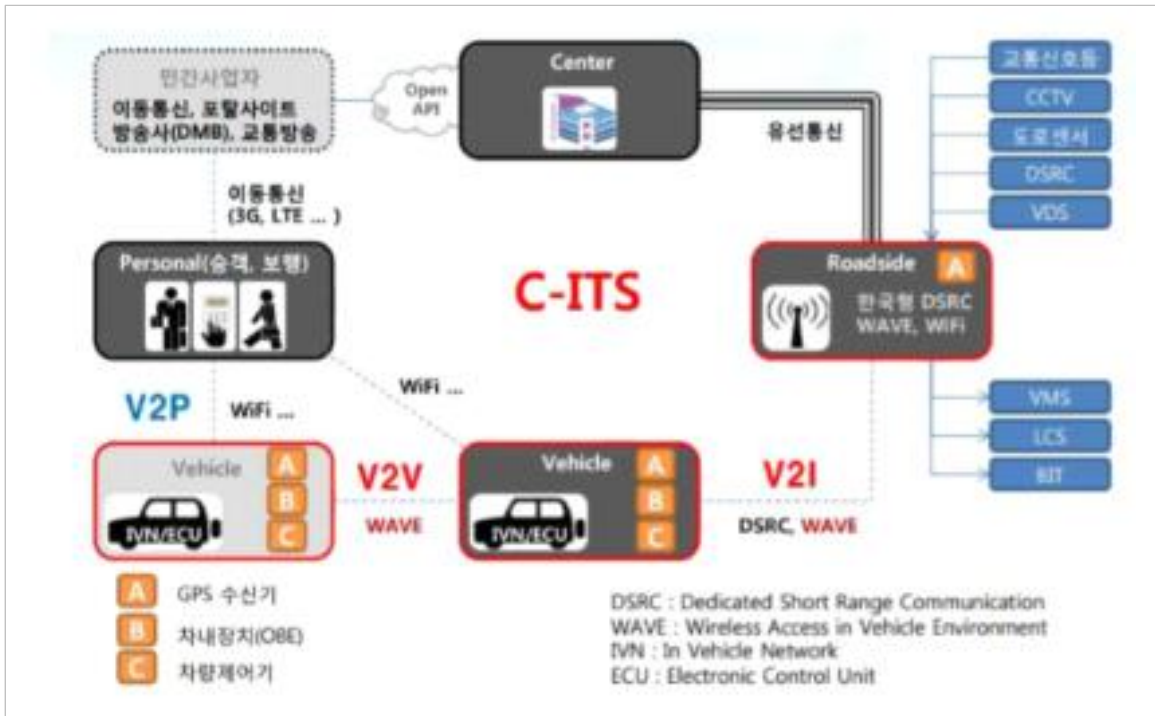 민간사업자
이동통신, 포탈사이트
방송사(DMB), 교통방송
Open
API
Center
유선통신
교통신호등
CCTV
도로센서
DSRC
VDS
이동통신
(3G, LTE ... )
Personal(승객, 보행)
C-ITS
Roadside A
한국형 DSRC
WAVE, WiFi
V2P
WiFi ...
WiFi ...
VMS
LCS
BIT
Vehicle A
B
C
IVN/ECU
V2V
WAVE
Vehicle A
B
C
IVN/ECU
V2I
DSRC, WAVE
A GPS 수신기
B 차내장치(OBE)
C 차량제어기
DSRC : Dedicated Short Range Communication
WAVE : Wireless Access in Vehicle Environment
IVN : In Vehicle Network
ECU : Electronic Control Unit